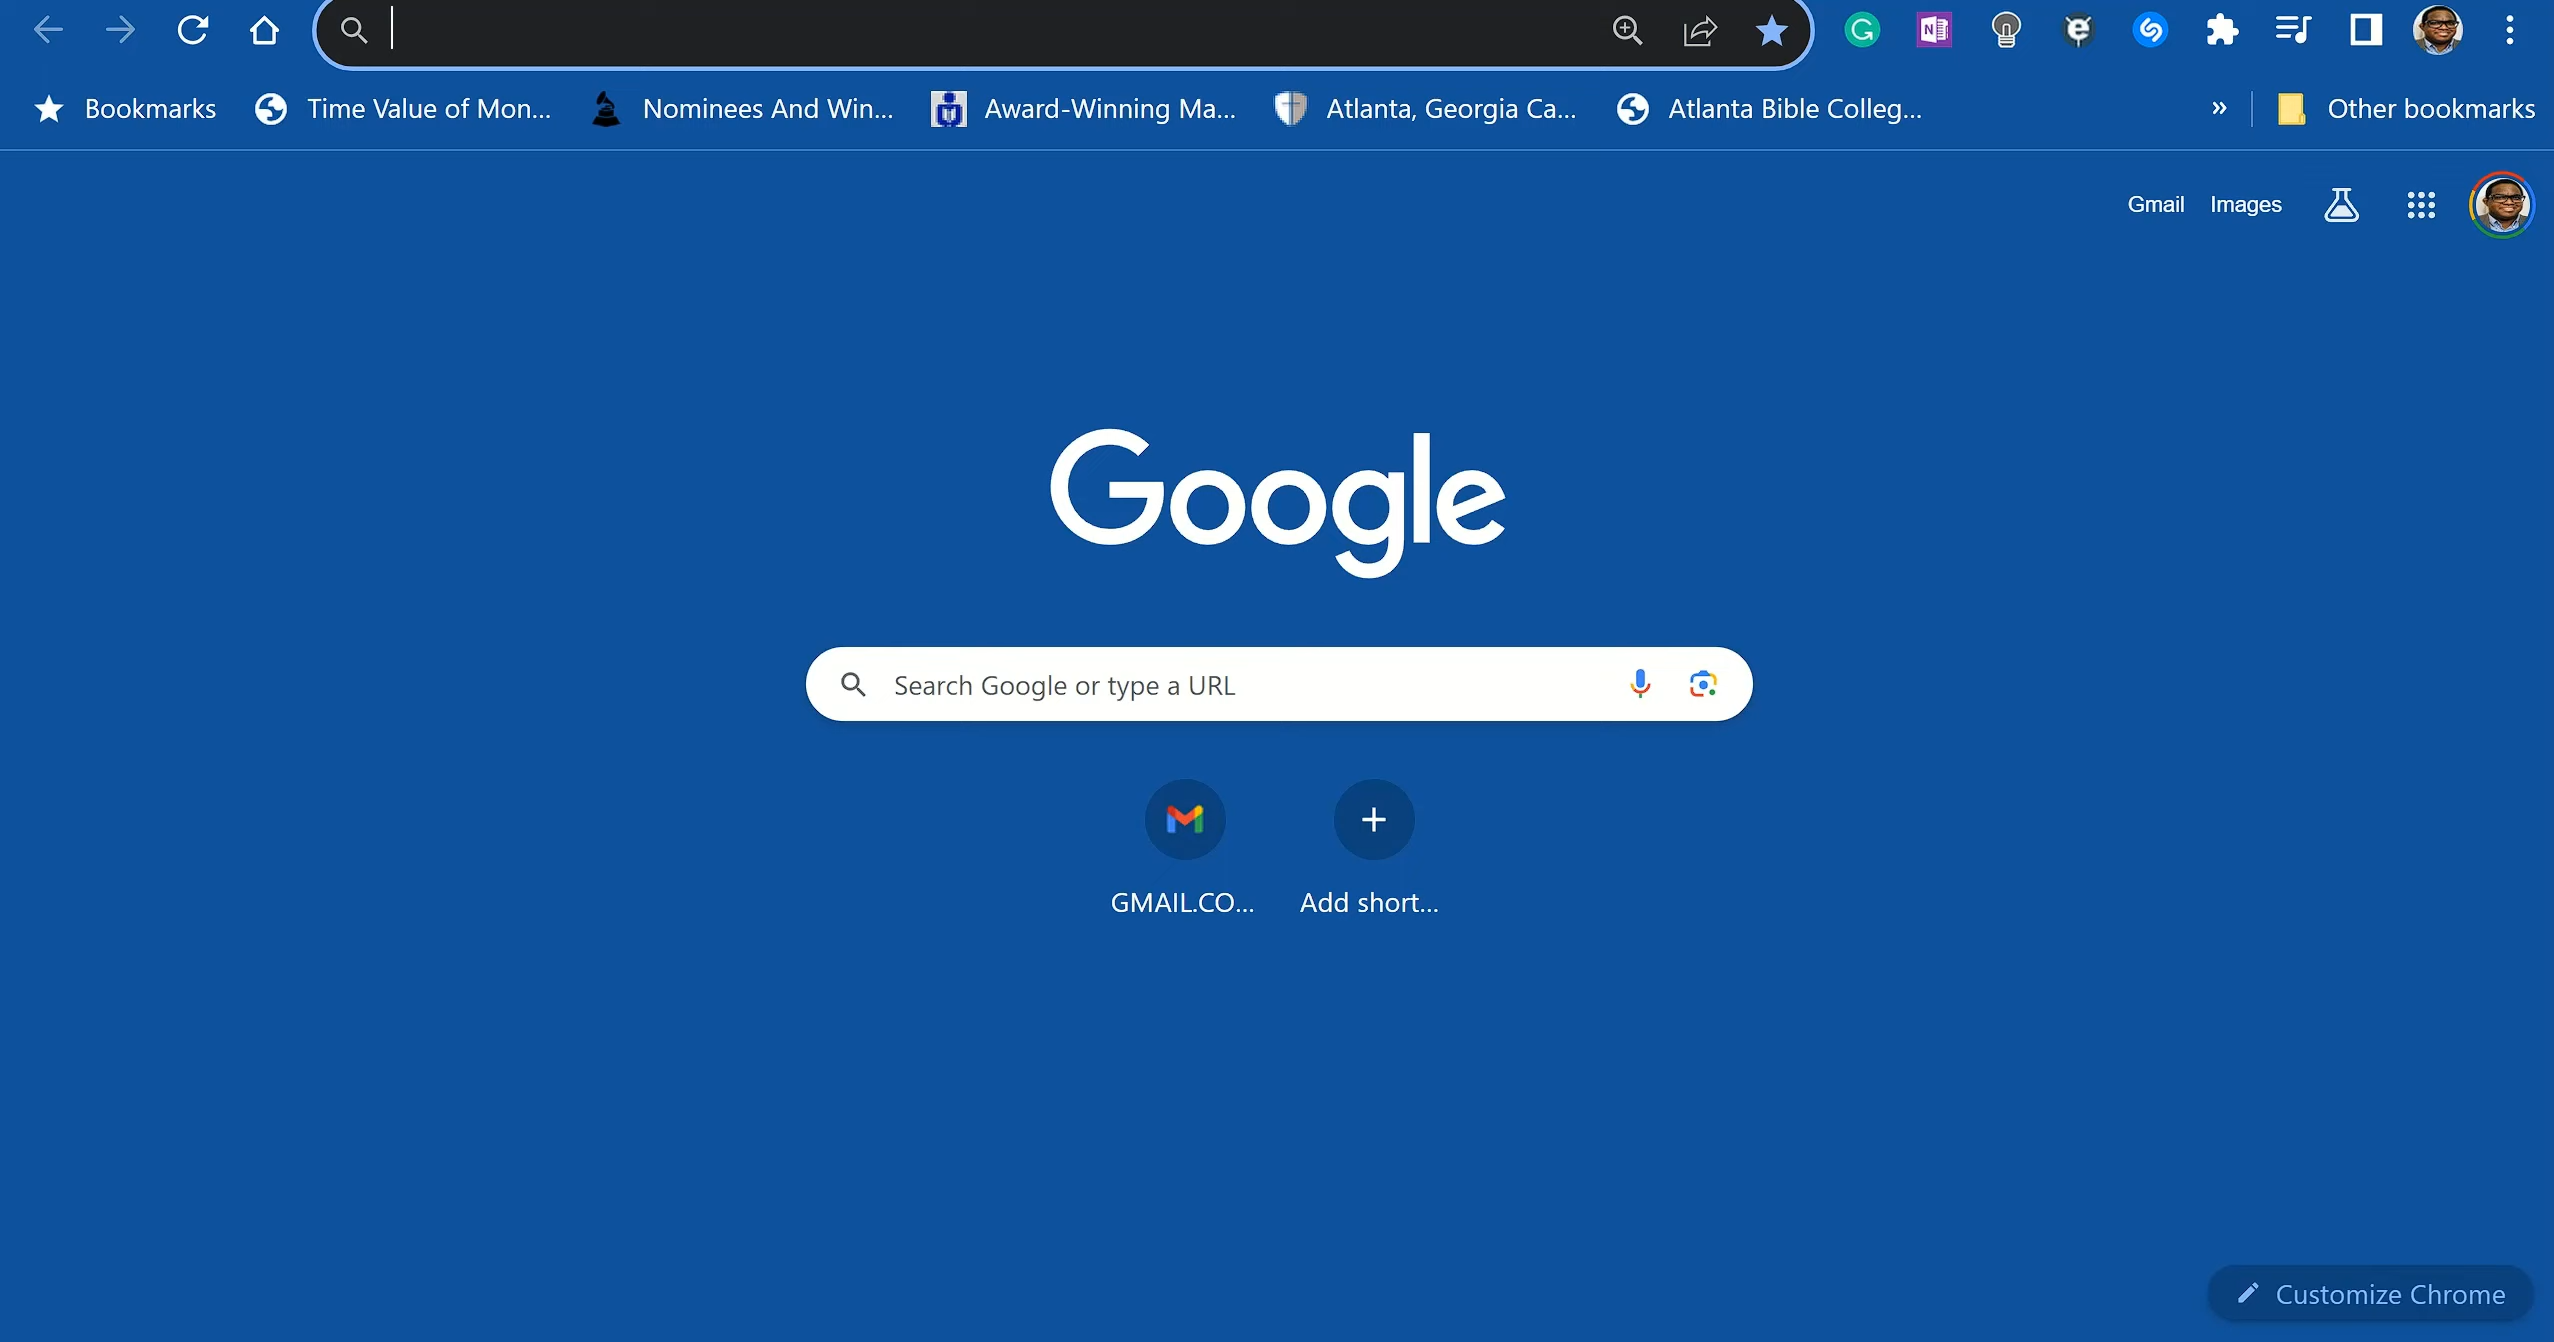 Bookmarks
Time Value of Mon...
Nominees And Win...
Award-Winning Ma...
Atlanta, Georgia Ca...
Atlanta Bible Colleg...
»
Other bookmarks
Gmail
Images
Google
Search Google or type a URL
GMAIL.CO...
Add short...
Customize Chrome